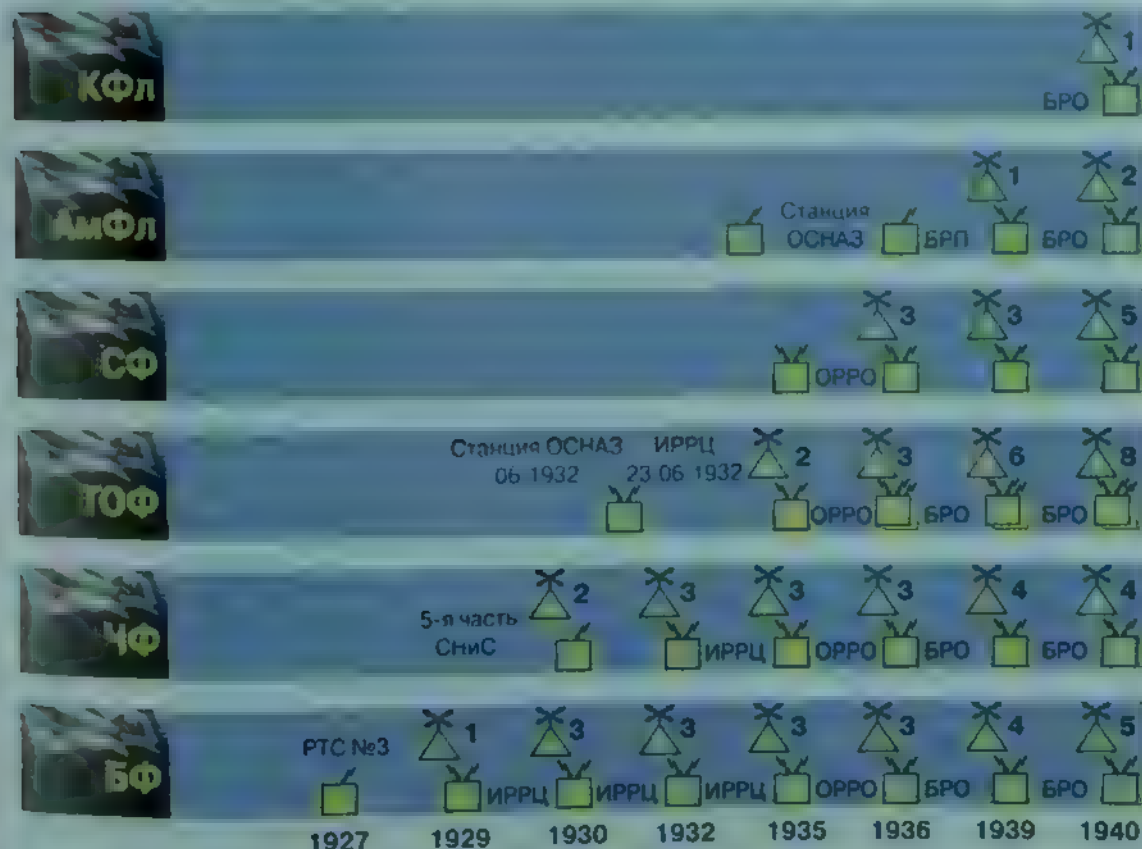 КФл
1
БРО
АмФл
1 2
Станция
ОСНАЗ БРП БРО
СФ
3 3 5
ОРРО
Станция ОСНАЗ ИРРЦ
06 1932 23 06 1932
2 3 6 8
ТОФ
ОРРО БРО БРО
2 3 3 3 4 4
5-я часть
СНиС
ЧФ
ИРРЦ ОРРО БРО БРО
1 3 3 3 3 4 5
РТС №3
БФ
ИРРЦ ИРРЦ ИРРЦ ОРРО БРО БРО
1927 1929 1930 1932 1935 1936 1939 1940